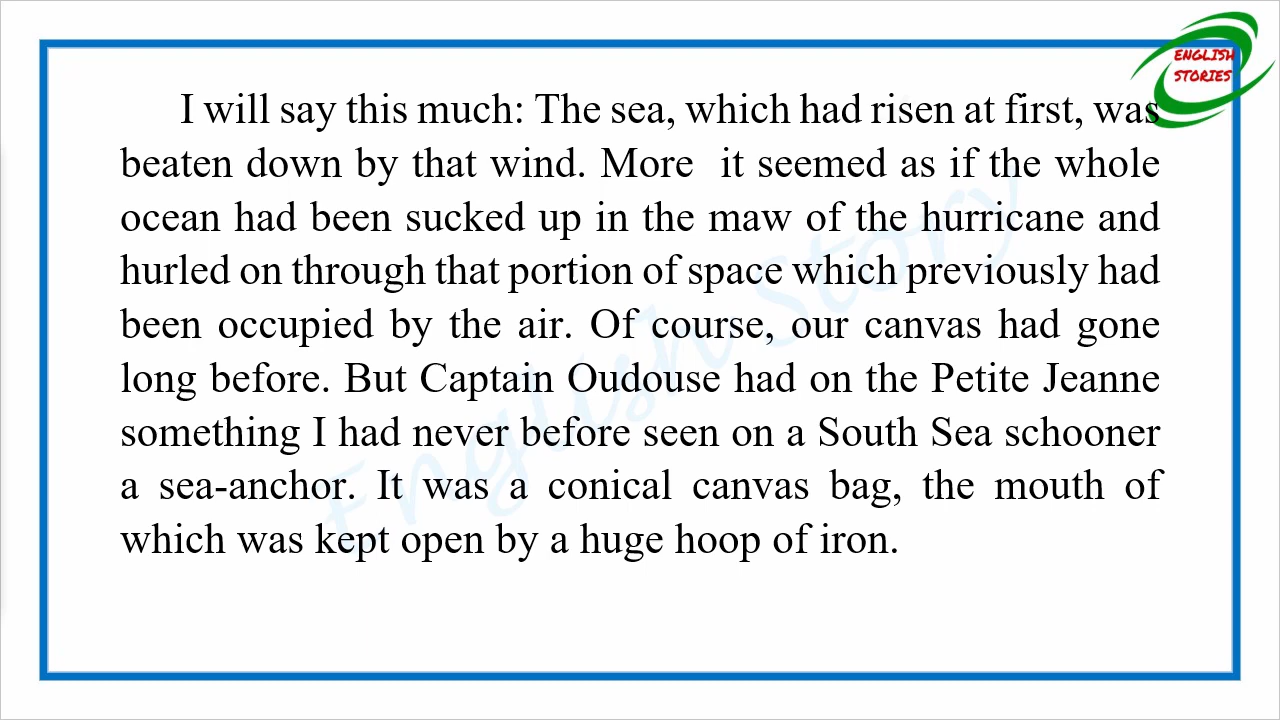 ENGLISH
STORIES
I will say this much: The sea, which had risen at first, was
beaten down by that wind. More  it seemed as if the whole
ocean had been sucked up in the maw of the hurricane and
hurled on through that portion of space which previously had
been occupied by the air. Of course, our canvas had gone
long before. But Captain Oudouse had on the Petite Jeanne
something I had never before seen on a South Sea schooner
a sea-anchor. It was a conical canvas bag, the mouth of
which was kept open by a huge hoop of iron.
English Story